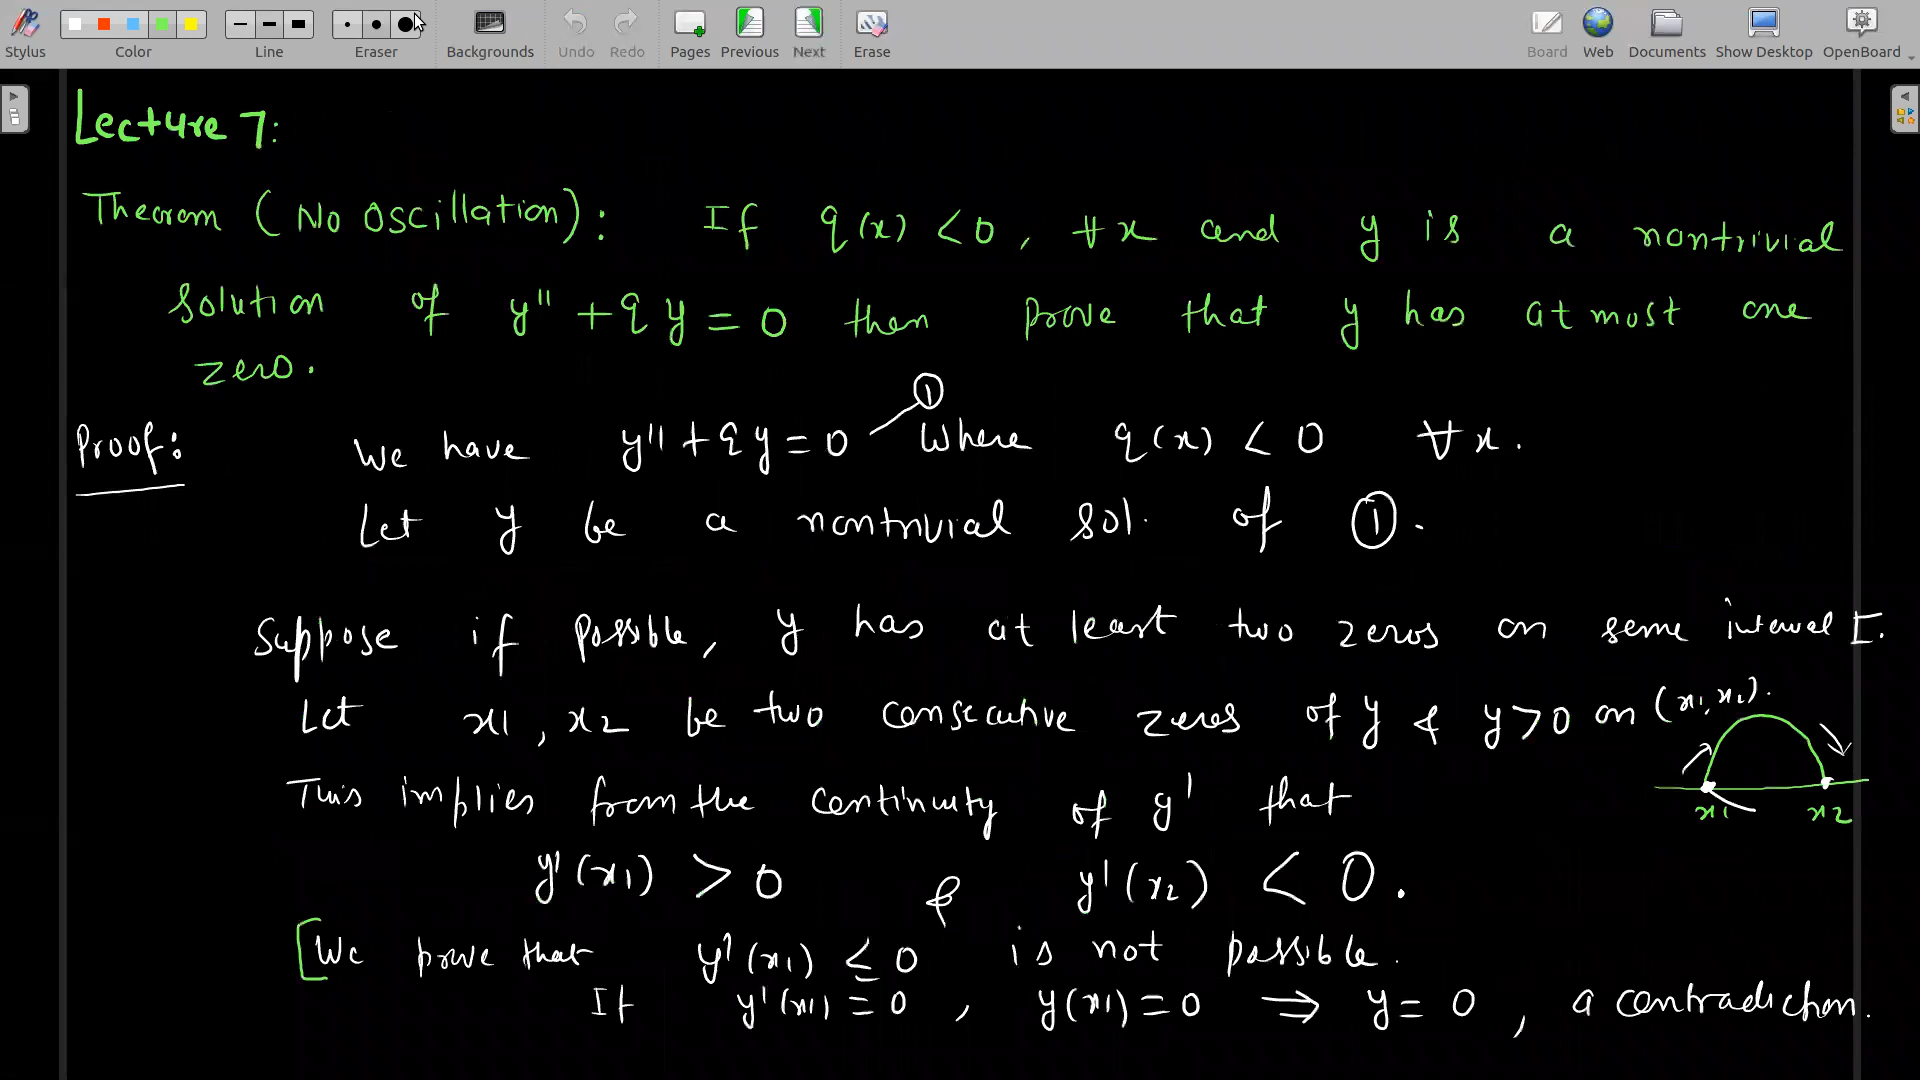 Stylus Color Line Eraser Backgrounds Undo Redo Pages Previous Next Erase Board Web Documents Show Desktop OpenBoard
Lecture 7:
Theorem (No Oscillation): If q(x) < 0, ∀x and y is a nontrivial
solution of y'' + q y = 0 then prove that y has atmost one
zero.
①
Proof: We have y'' + q y = 0 Where q(x) < 0 ∀x.
Let y be a nontrivial sol. of ①.
Suppose if possible, y has at least two zeros on some interval I.
Let x1, x2 be two consecutive zeros of y & y > 0 on (x1, x2).
This implies from the continuity of y' that
x1 x2
y'(x1) > 0 & y'(x2) < 0.
[We prove that y'(x1) ≤ 0 is not possible.
If y'(x1) = 0, y(x1) = 0 ⇒ y = 0, a contradiction.